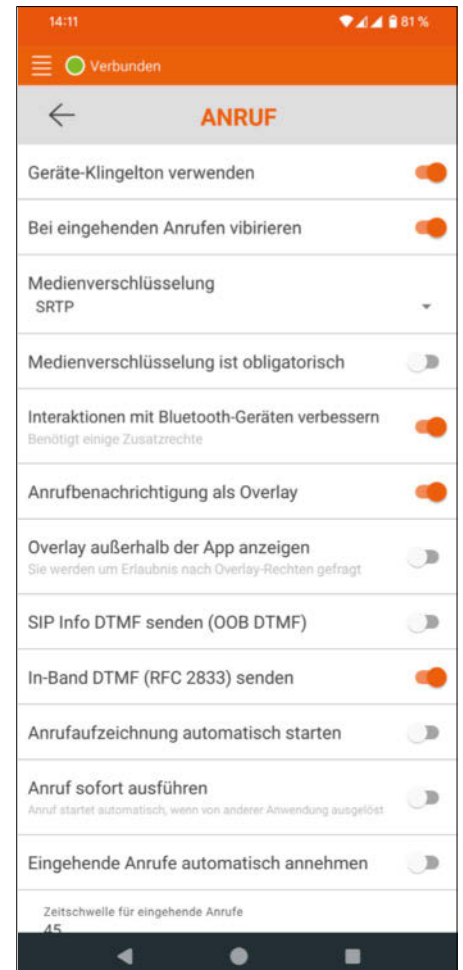 14:11
81 %
Verbunden
ANRUF
Geräte-Klingelton verwenden
Bei eingehenden Anrufen vibirieren
Medienverschlüsselung
SRTP
Medienverschlüsselung ist obligatorisch
Interaktionen mit Bluetooth-Geräten verbessern
Benötigt einige Zusatzrechte
Anrufbenachrichtigung als Overlay
Overlay außerhalb der App anzeigen
Sie werden um Erlaubnis nach Overlay-Rechten gefragt
SIP Info DTMF senden (OOB DTMF)
In-Band DTMF (RFC 2833) senden
Anrufaufzeichnung automatisch starten
Anruf sofort ausführen
Anruf startet automatisch, wenn von anderer Anwendung ausgelöst
Eingehende Anrufe automatisch annehmen
Zeitschwelle für eingehende Anrufe
45